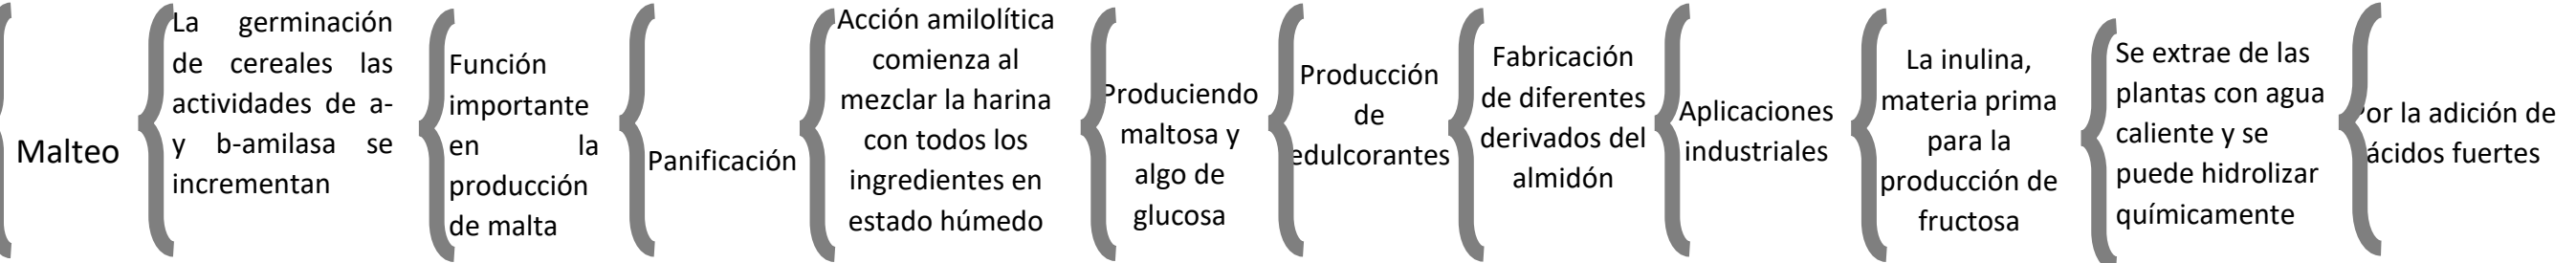 Malteo
La germinación
de cereales las
actividades de a-
y b-amilasa se
incrementan
Función
importante
en la
producción
de malta
Panificación
Acción amilolítica
comienza al
mezclar la harina
con todos los
ingredientes en
estado húmedo
Produciendo
maltosa y
algo de
glucosa
Producción
de
edulcorantes
Fabricación
de diferentes
derivados del
almidón
Aplicaciones
industriales
La inulina,
materia prima
para la
producción de
fructosa
Se extrae de las
plantas con agua
caliente y se
puede hidrolizar
químicamente
Por la adición de
ácidos fuertes